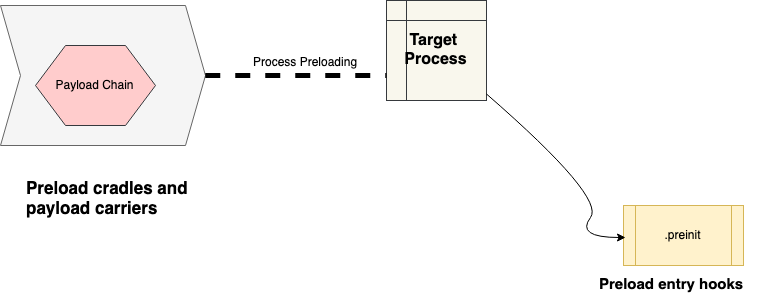 Process Preloading
Target
Process
Payload Chain
Preload cradles and
payload carriers
.preinit
Preload entry hooks